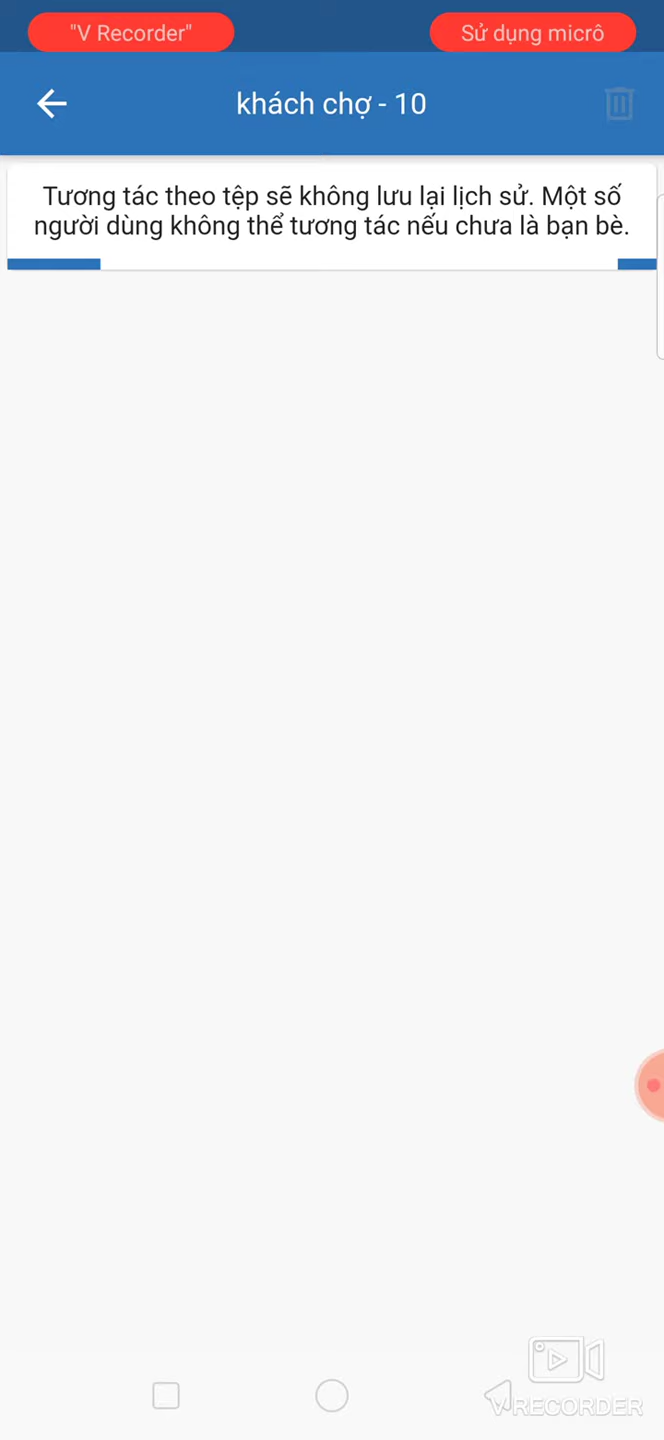 "V Recorder"
Sử dụng micrô
khách chợ - 10
Tương tác theo tệp sẽ không lưu lại lịch sử. Một số
người dùng không thể tương tác nếu chưa là bạn bè.
VRECORDER